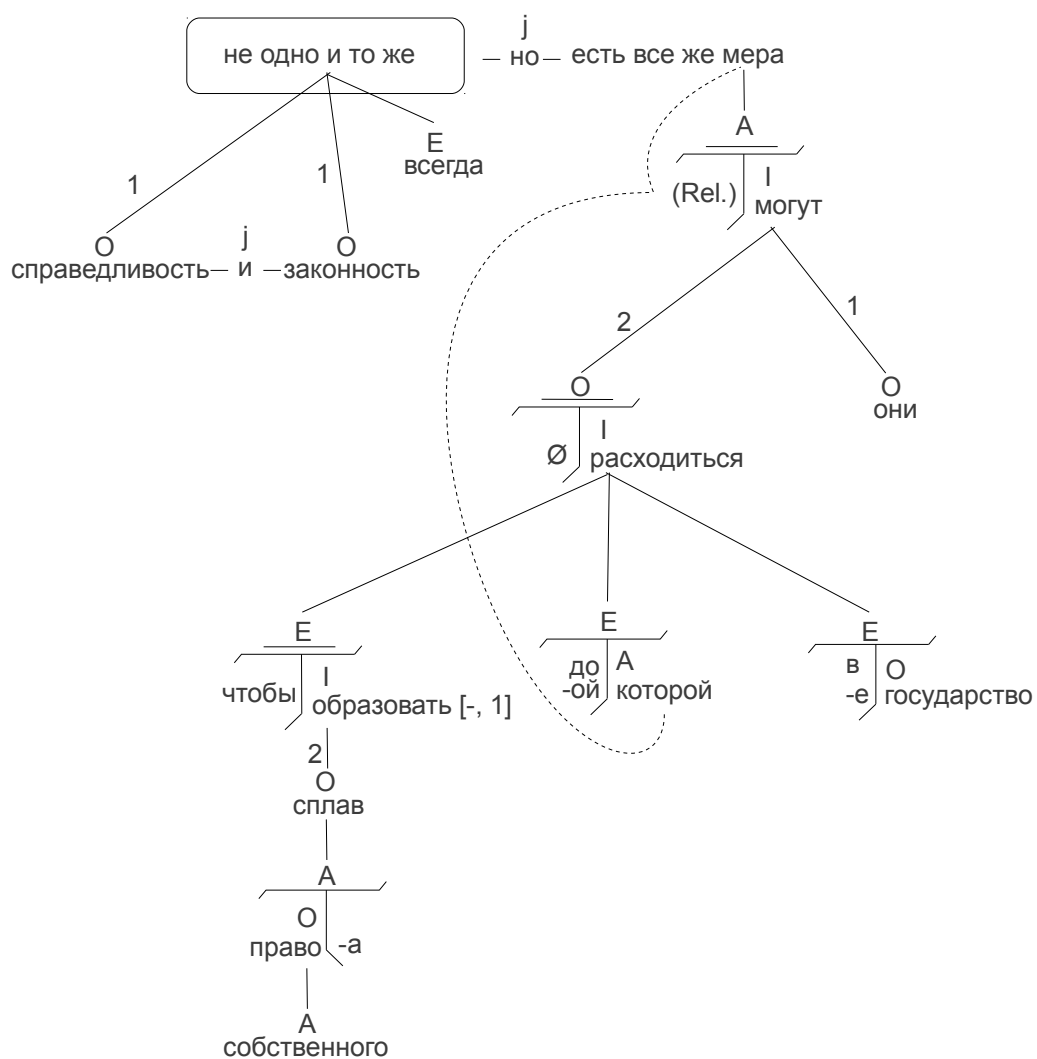 j
не одно и то же — но — есть все же мера
А
Е
всегда
I
(Rel.) могут
1 1
О j О
справедливость — и — законность
2 1
О О
они
I
Ø расходиться
Е Е Е
до А в О
чтобы I -ой которой -е государство
образовать [-, 1]
2
О
сплав
А
О
право -а
А
собственного